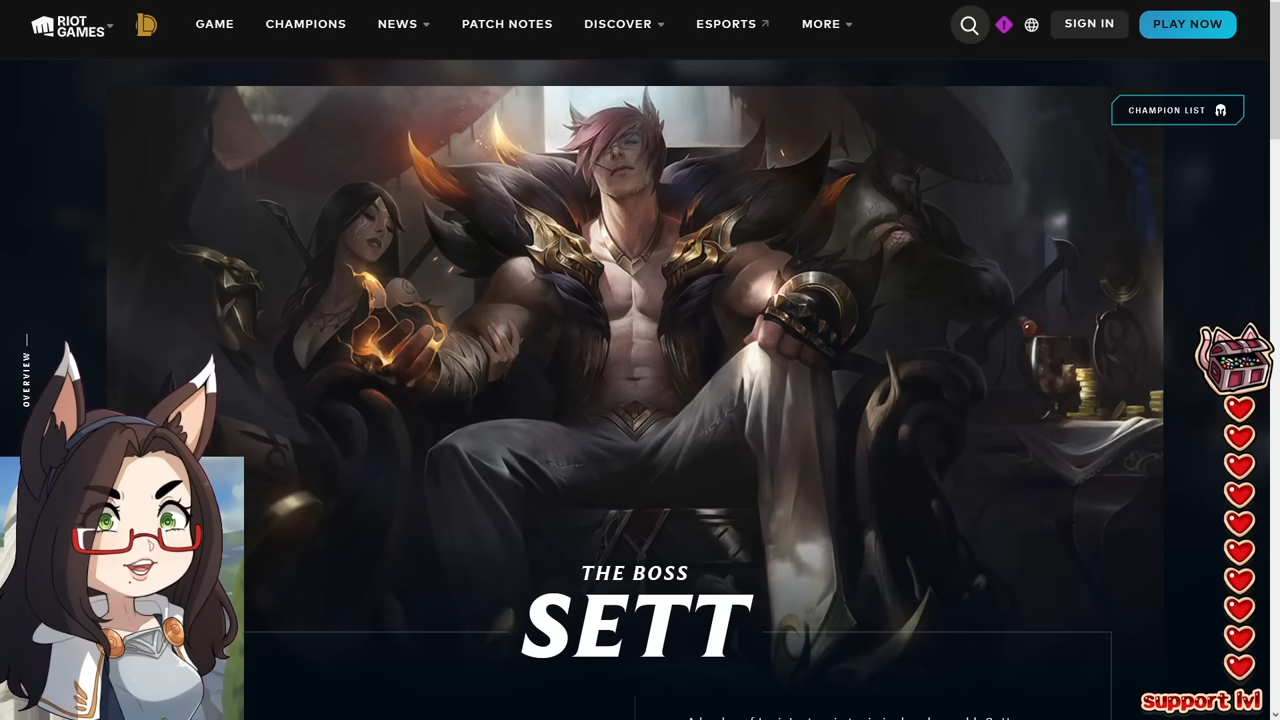 RIOT GAMES
GAME CHAMPIONS NEWS PATCH NOTES DISCOVER ESPORTS MORE SIGN IN PLAY NOW
CHAMPION LIST
OVERVIEW
THE BOSS
SETT
support lvl